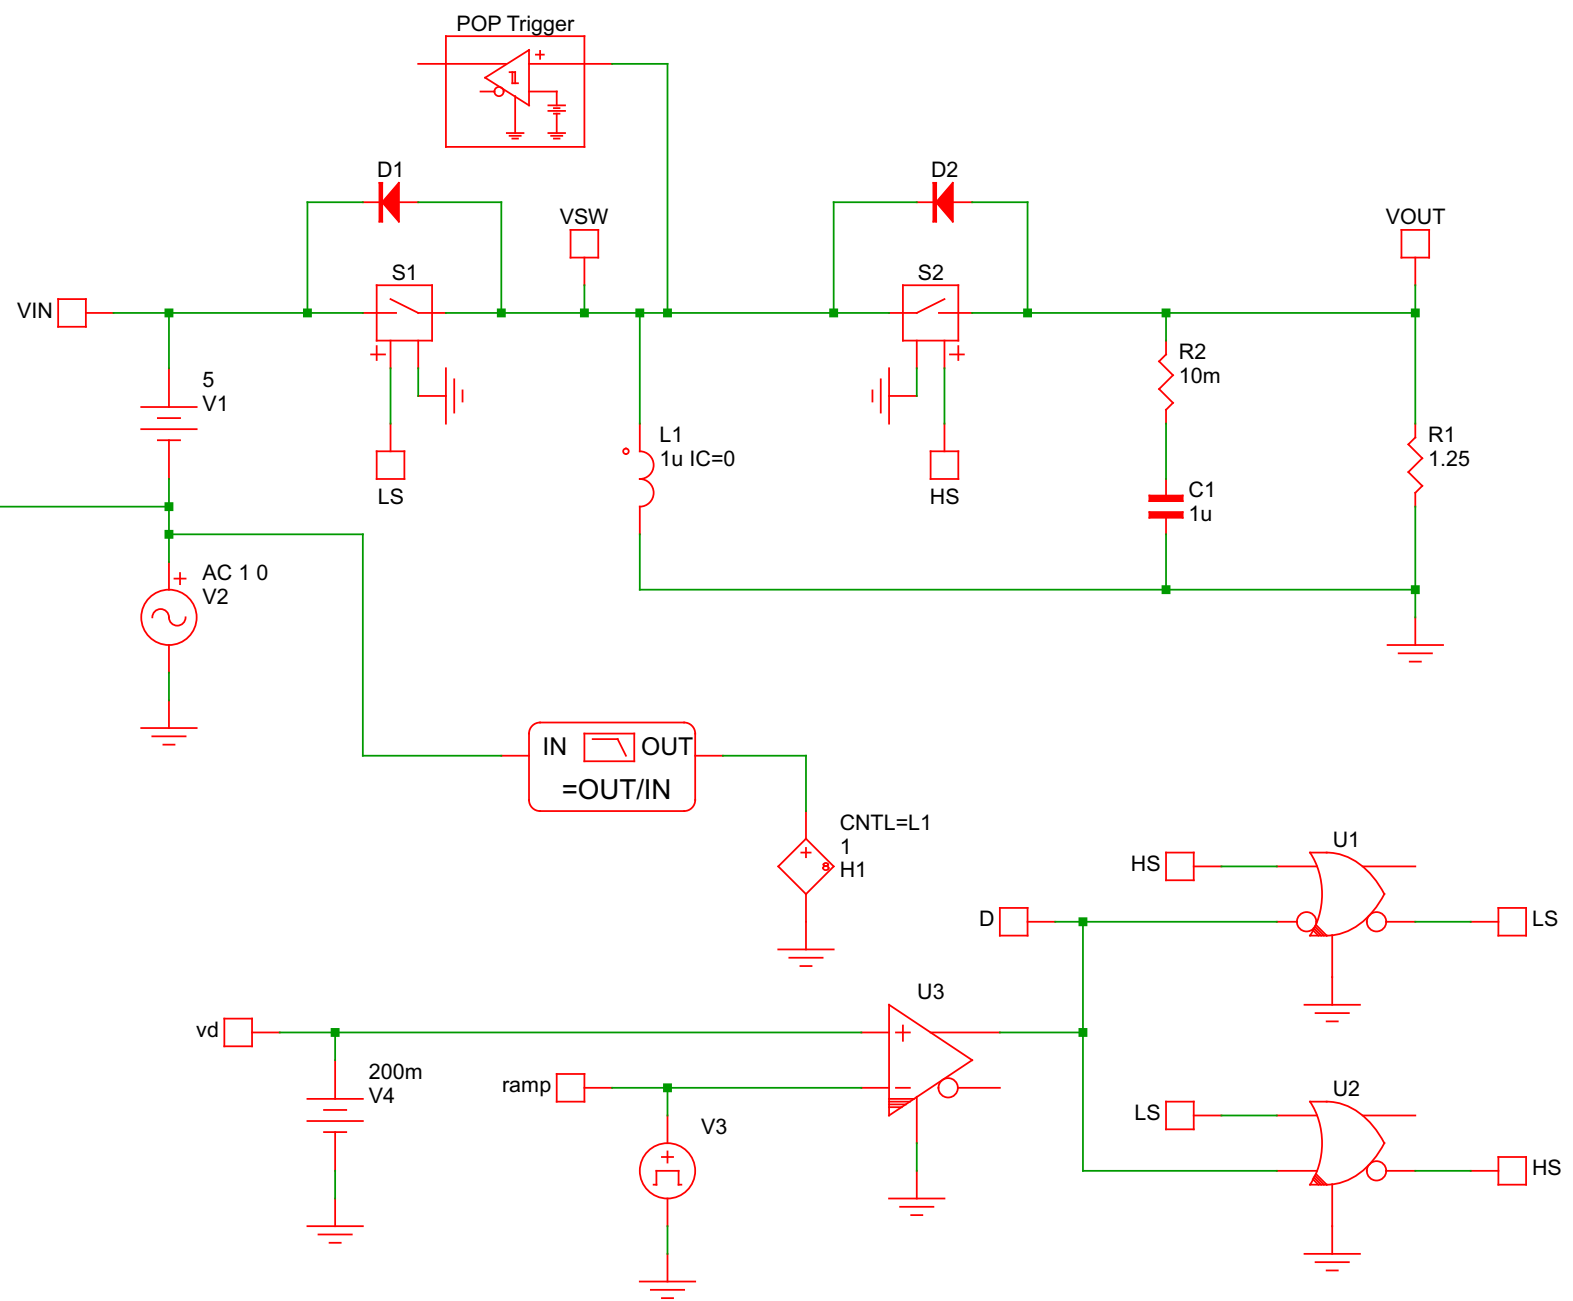 POP Trigger
D1
D2
VSW
VOUT
S1
S2
VIN
R2
10m
5
V1
L1
1u IC=0
R1
1.25
LS
HS
C1
1u
AC 1 0
V2
IN
OUT
=OUT/IN
CNTL=L1
1
H1
U1
HS
D
LS
U3
vd
200m
V4
ramp
V3
U2
LS
HS